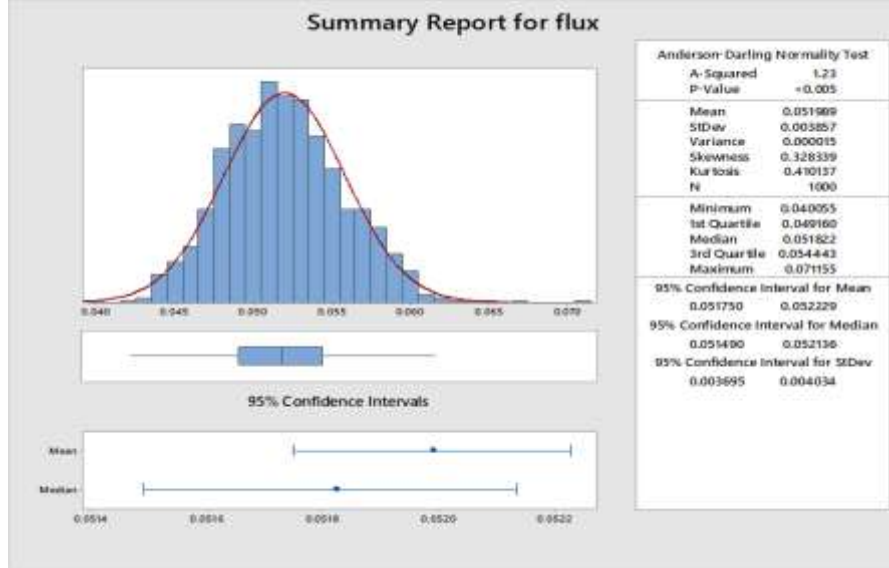 Summary Report for flux
0.040 0.045 0.050 0.055 0.060 0.065 0.070
95% Confidence Intervals
Mean
Median
0.0514 0.0516 0.0518 0.0520 0.0522
Anderson-Darling Normality Test
A-Squared 1.23
P-Value <0.005
Mean 0.051989
StDev 0.003857
Variance 0.000015
Skewness 0.328339
Kurtosis 0.410137
N 1000
Minimum 0.040055
1st Quartile 0.049160
Median 0.051822
3rd Quartile 0.054443
Maximum 0.071155
95% Confidence Interval for Mean
0.051750 0.052229
95% Confidence Interval for Median
0.051490 0.052136
95% Confidence Interval for StDev
0.003695 0.004034